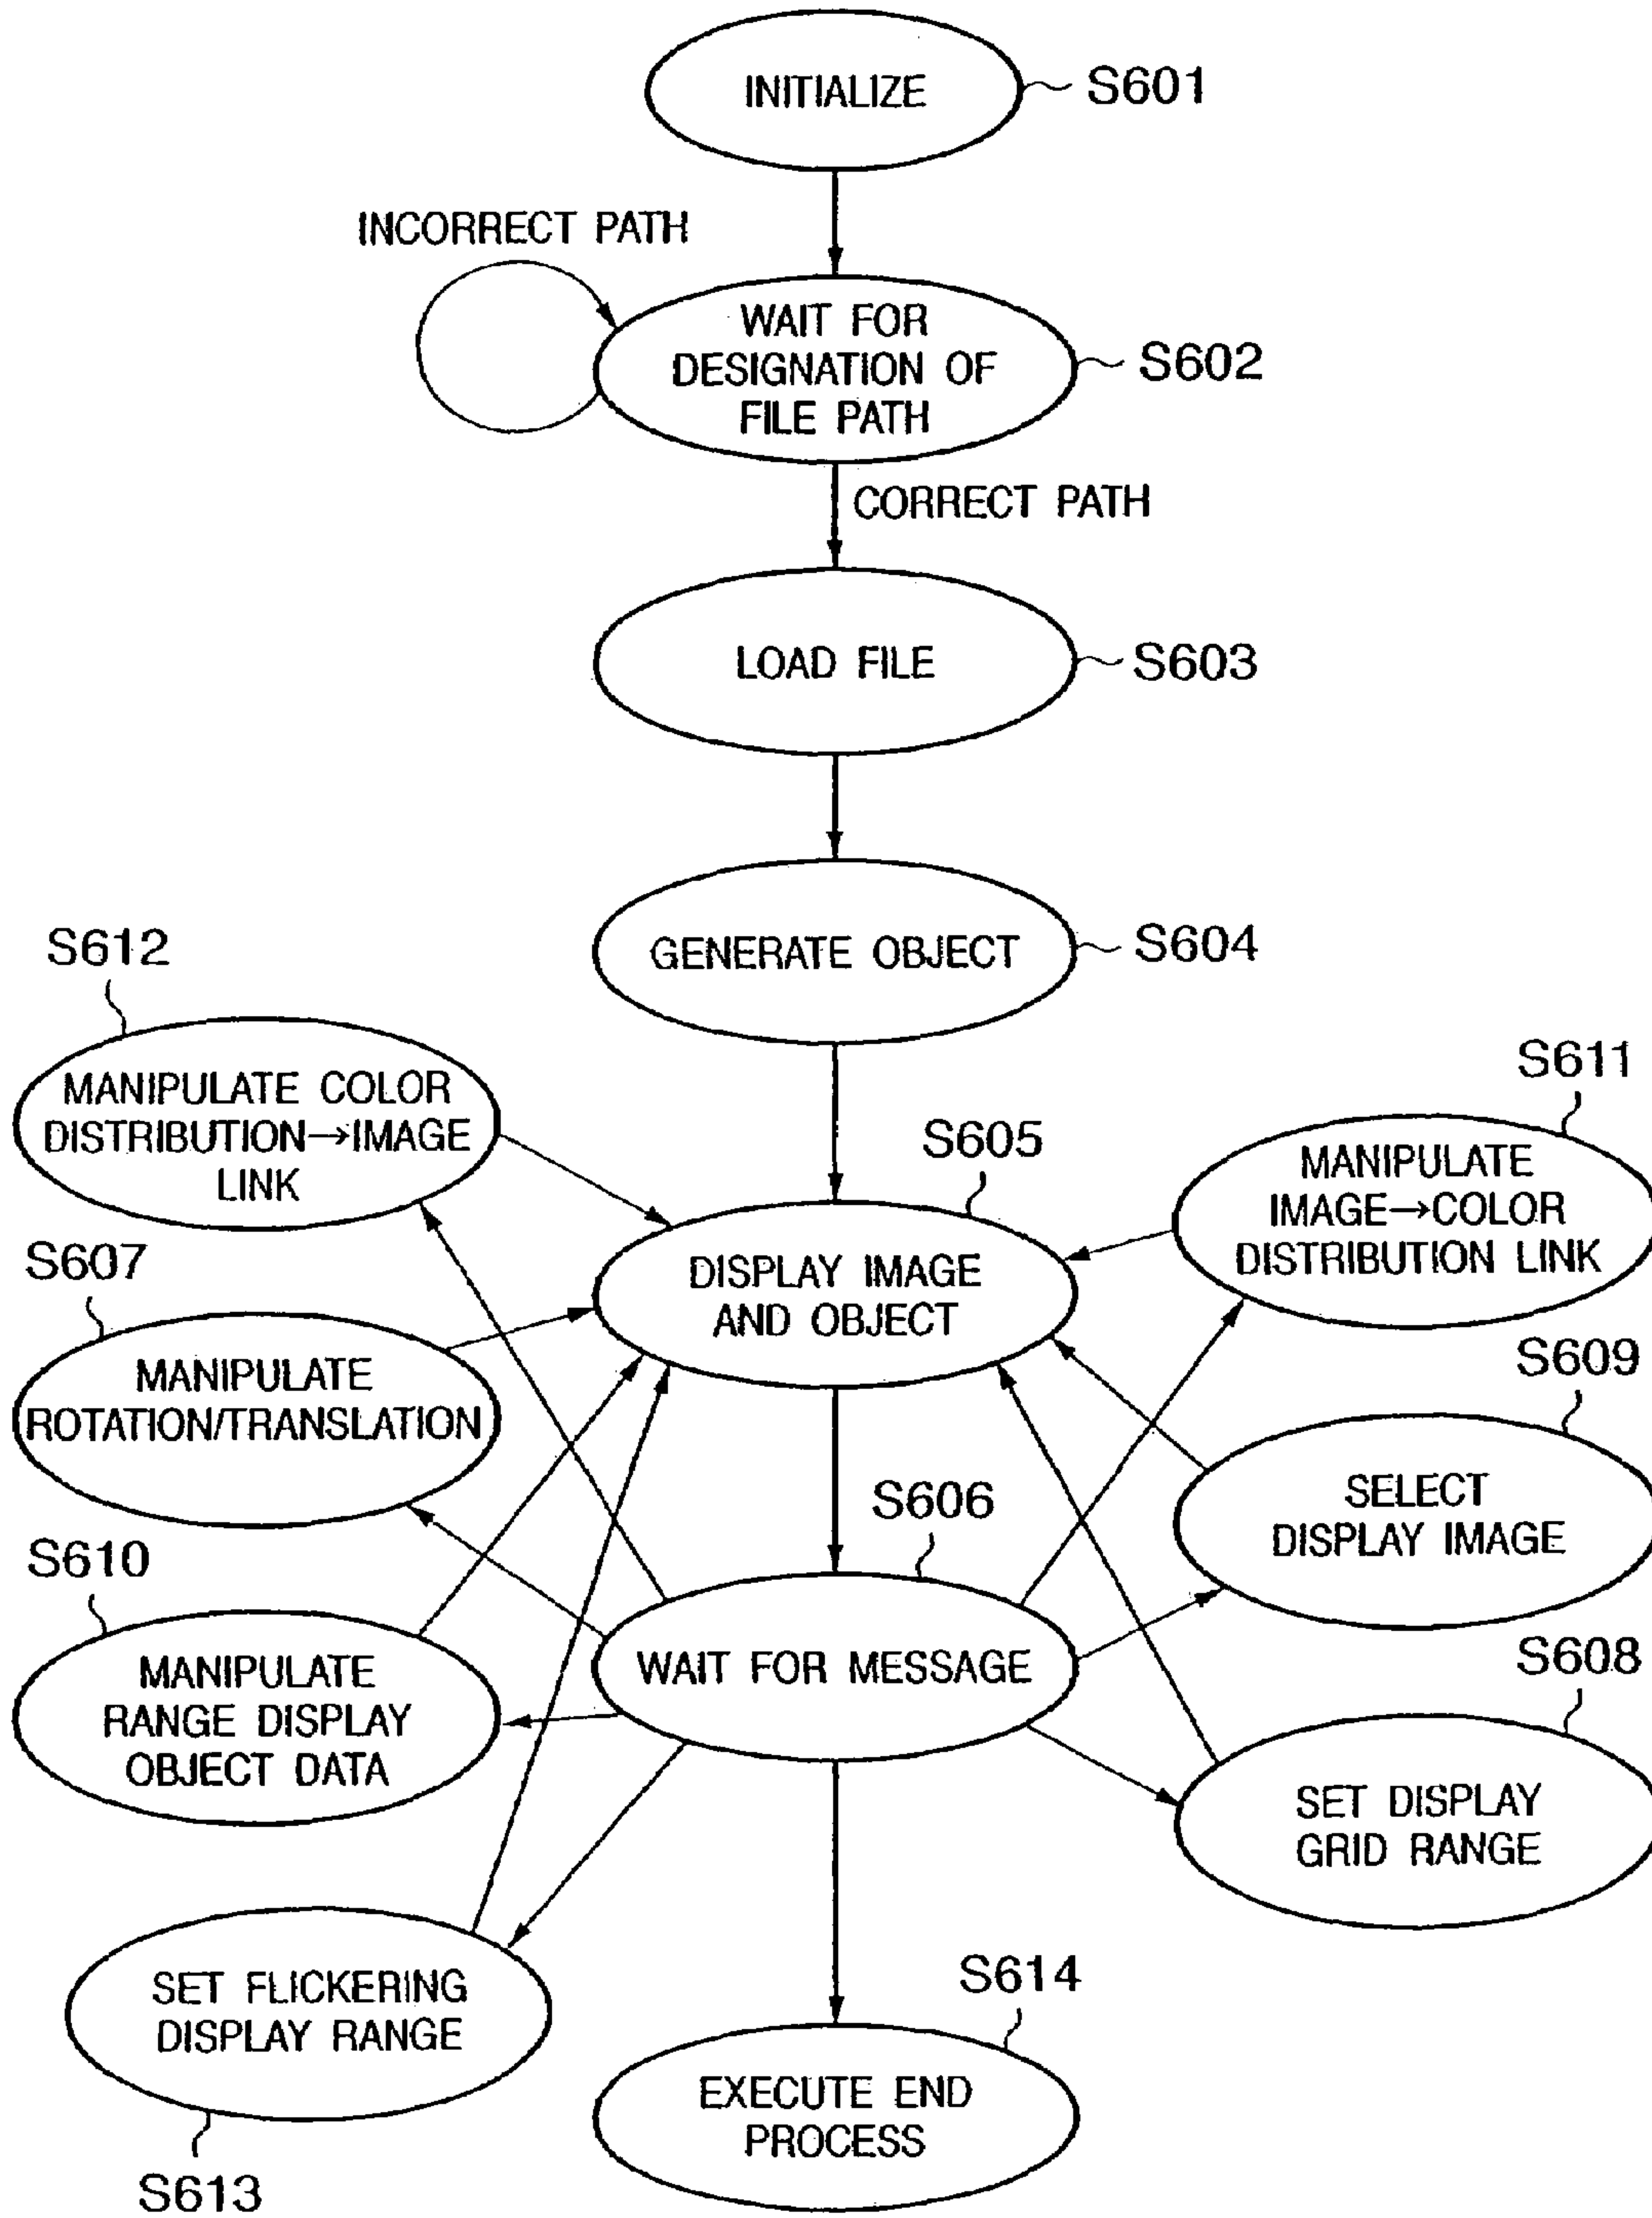 INITIALIZE
S601
INCORRECT PATH
WAIT FOR
DESIGNATION OF
FILE PATH
S602
CORRECT PATH
LOAD FILE
S603
GENERATE OBJECT
S604
S612
MANIPULATE COLOR
DISTRIBUTION→IMAGE
LINK
S611
MANIPULATE
IMAGE→COLOR
DISTRIBUTION LINK
S605
DISPLAY IMAGE
AND OBJECT
S607
MANIPULATE
ROTATION/TRANSLATION
S609
SELECT
DISPLAY IMAGE
S606
WAIT FOR MESSAGE
S610
MANIPULATE
RANGE DISPLAY
OBJECT DATA
S608
SET DISPLAY
GRID RANGE
SET FLICKERING
DISPLAY RANGE
S613
S614
EXECUTE END
PROCESS